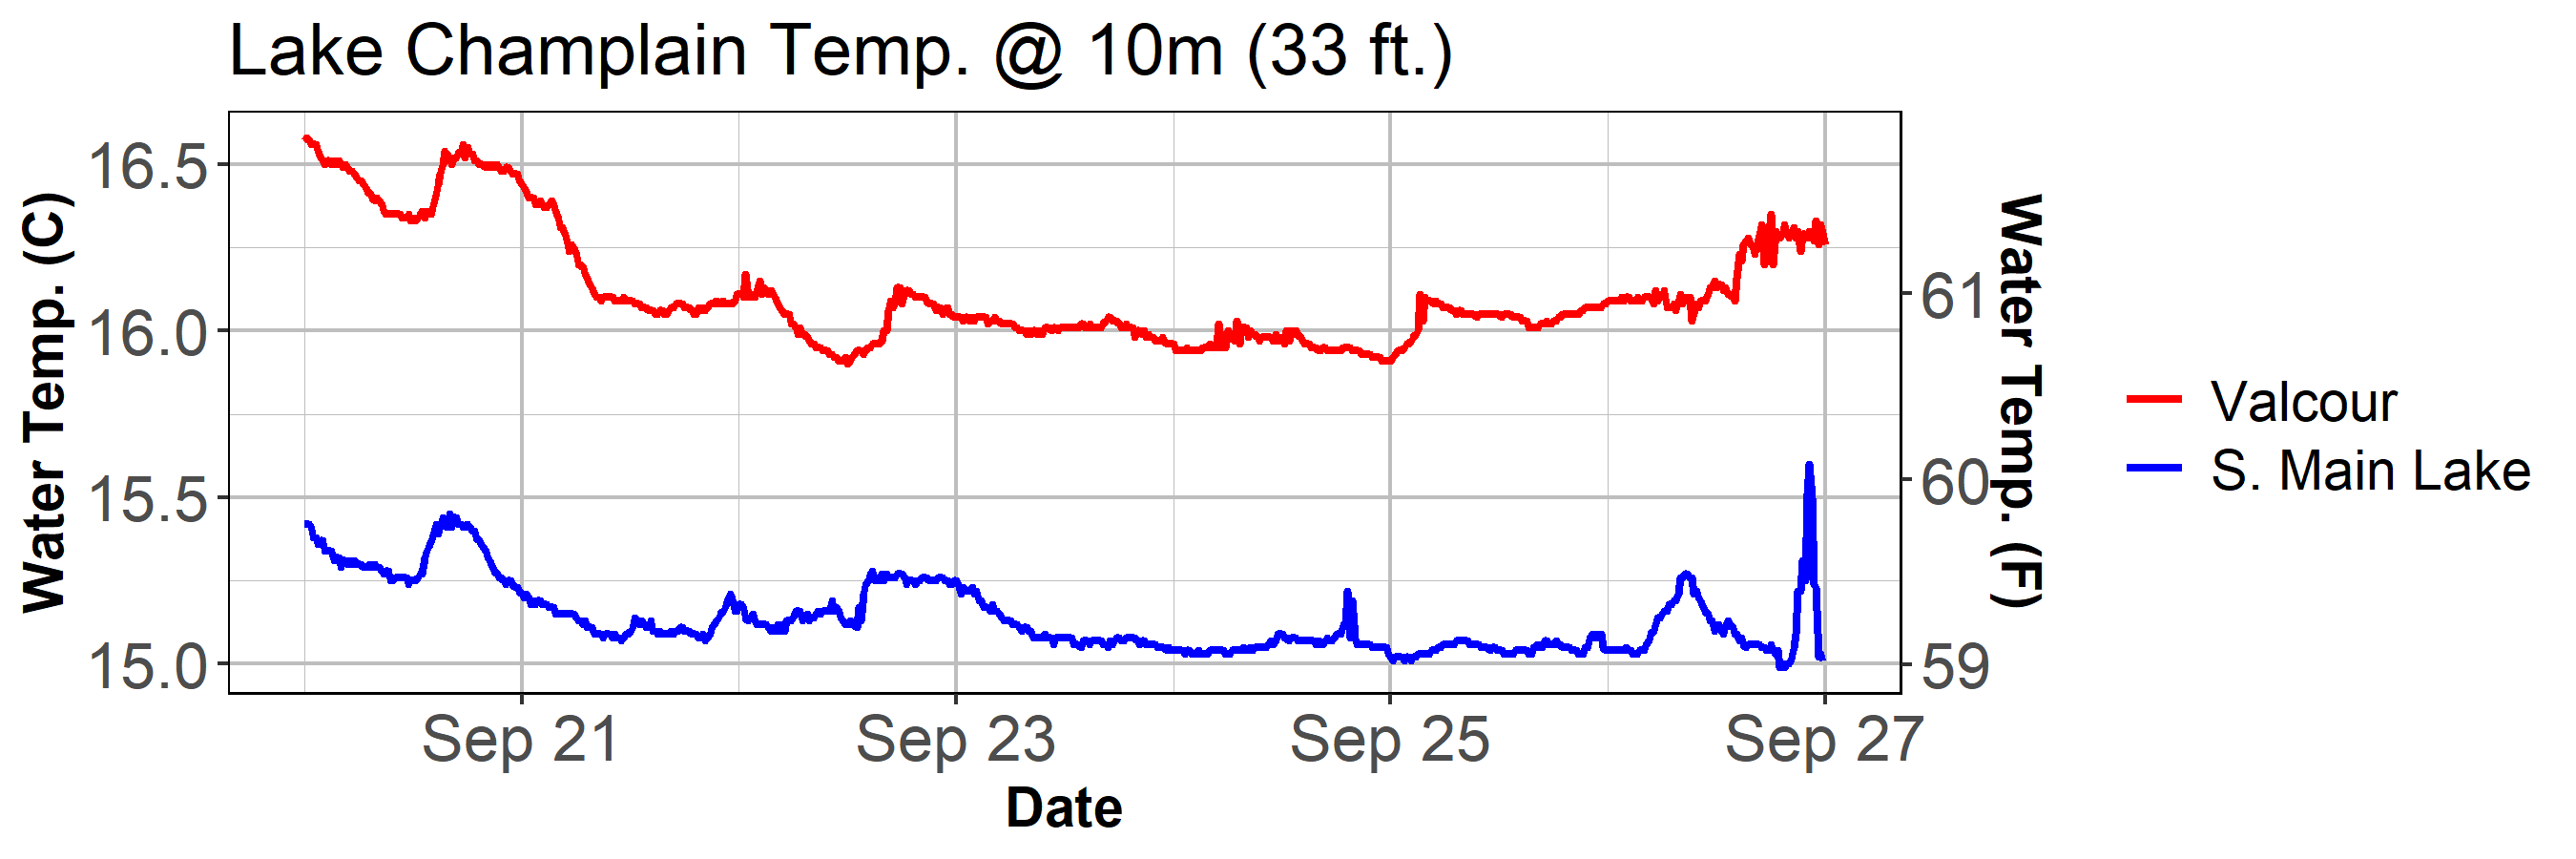 Lake Champlain Temp. @ 10m (33 ft.)
Water Temp. (C)
16.5
16.0
15.5
15.0
61
60
59
Water Temp. (F)
Sep 21
Sep 23
Sep 25
Sep 27
Date
Valcour
S. Main Lake